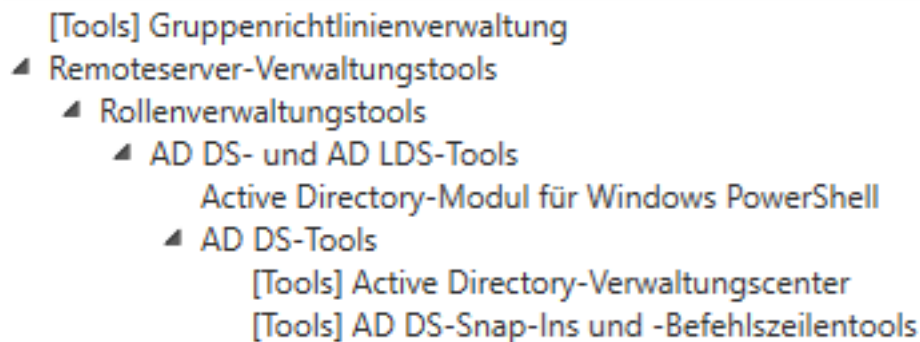 [Tools] Gruppenrichtlinienverwaltung
Remoteserver-Verwaltungstools
Rollenverwaltungstools
AD DS- und AD LDS-Tools
Active Directory-Modul für Windows PowerShell
AD DS-Tools
[Tools] Active Directory-Verwaltungscenter
[Tools] AD DS-Snap-Ins und -Befehlszeilentools